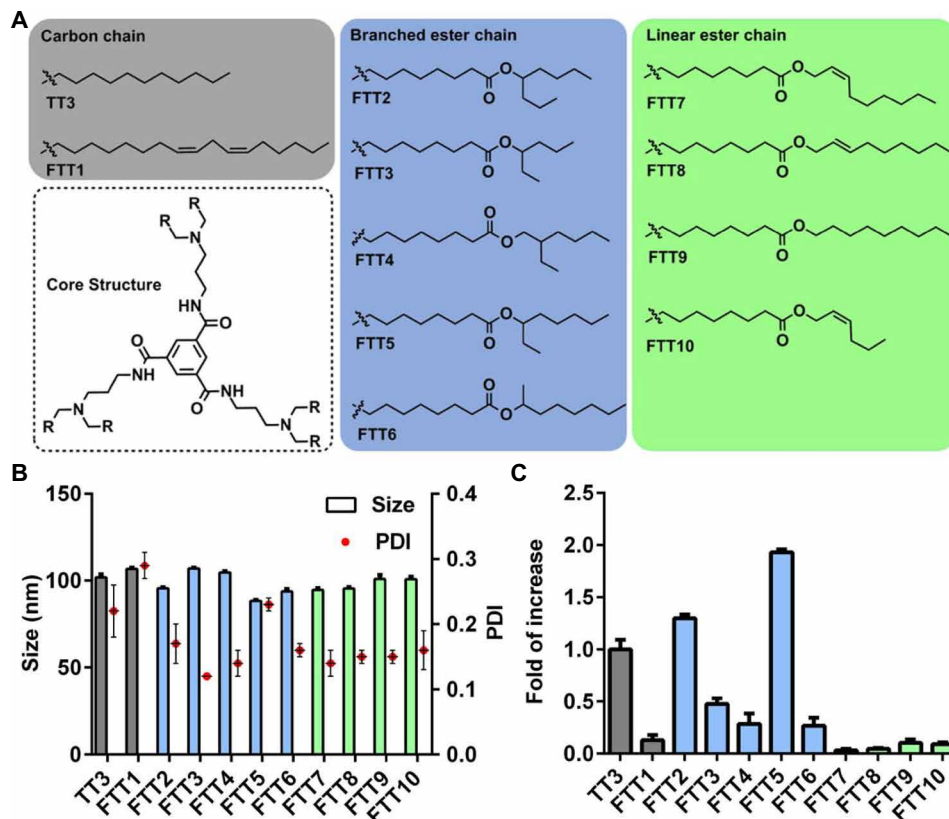 A
Carbon chain
TT3
FTT1
Core Structure
R
R
N
HN
O
O
N
H
O
NH
N
R
R
N
R
R
Branched ester chain
O
O
FTT2
O
O
FTT3
O
O
FTT4
O
O
FTT5
O
O
FTT6
Linear ester chain
O
O
FTT7
O
O
FTT8
O
O
FTT9
O
O
FTT10
B
Size (nm)
150
100
50
0
Size
PDI
0.4
0.3
0.2
0.1
0.0
PDI
TT3
FTT1
FTT2
FTT3
FTT4
FTT5
FTT6
FTT7
FTT8
FTT9
FTT10
C
Fold of increase
2.5
2.0
1.5
1.0
0.5
0.0
TT3
FTT1
FTT2
FTT3
FTT4
FTT5
FTT6
FTT7
FTT8
FTT9
FTT10